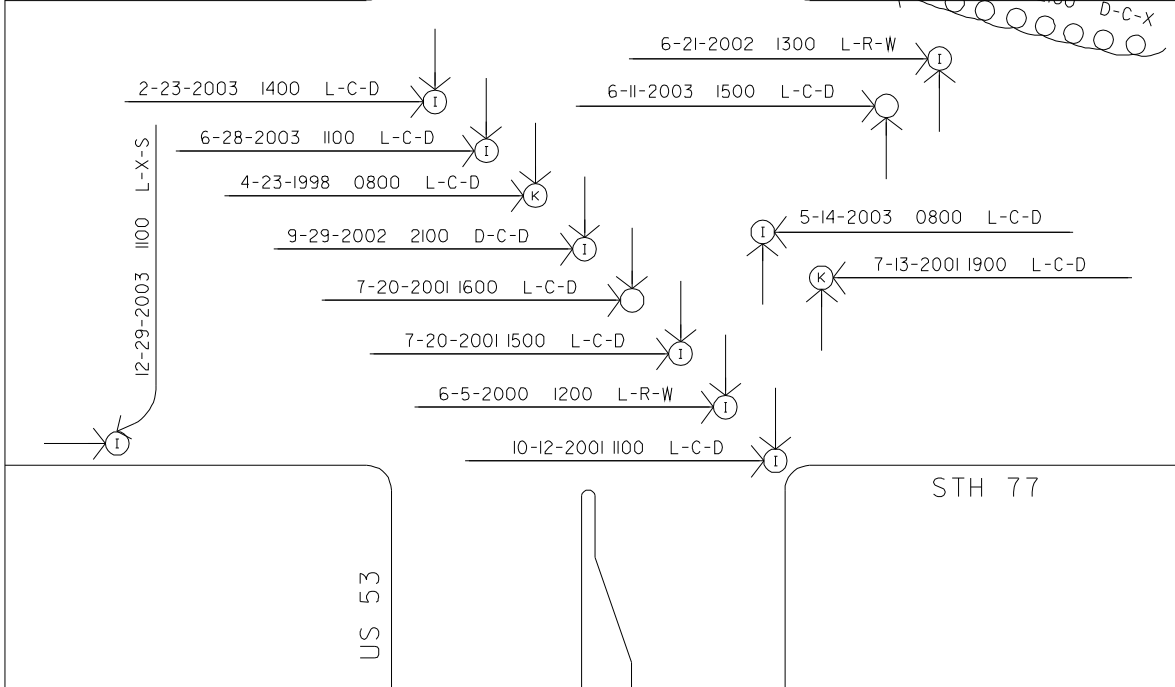 D-C-X
6-21-2002 1300 L-R-W
I
2-23-2003 1400 L-C-D
I
6-11-2003 1500 L-C-D
6-28-2003 1100 L-C-D
I
4-23-1998 0800 L-C-D
K
12-29-2003 1100 L-X-S
I
9-29-2002 2100 D-C-D
I
I
5-14-2003 0800 L-C-D
K
7-13-2001 1900 L-C-D
7-20-2001 1600 L-C-D
7-20-2001 1500 L-C-D
I
6-5-2000 1200 L-R-W
I
10-12-2001 1100 L-C-D
I
STH 77
US 53